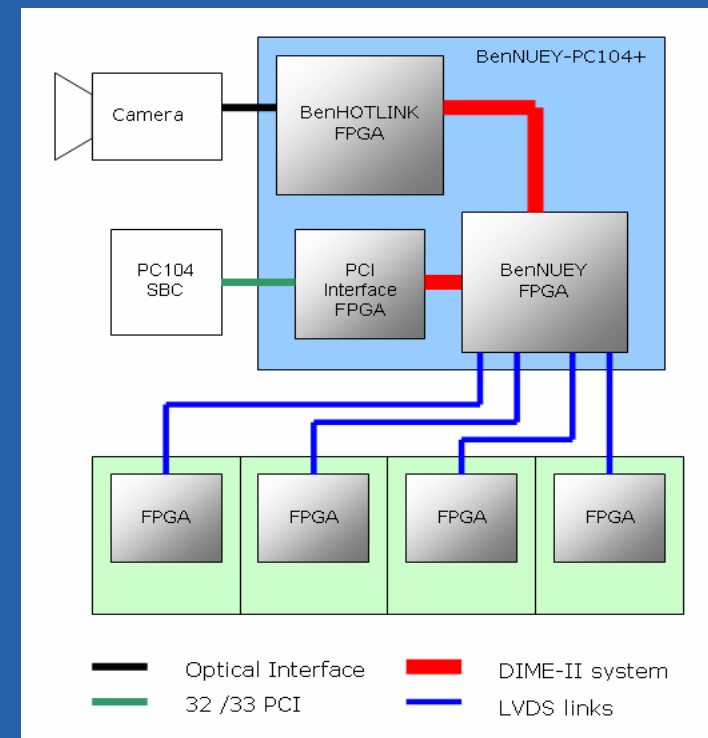 BenNUEY-PC104+
Camera
BenHOTLINK
FPGA
PC104
SBC
PCI
Interface
FPGA
BenNUEY
FPGA
FPGA
FPGA
FPGA
FPGA
Optical Interface
DIME-II system
32 /33 PCI
LVDS links